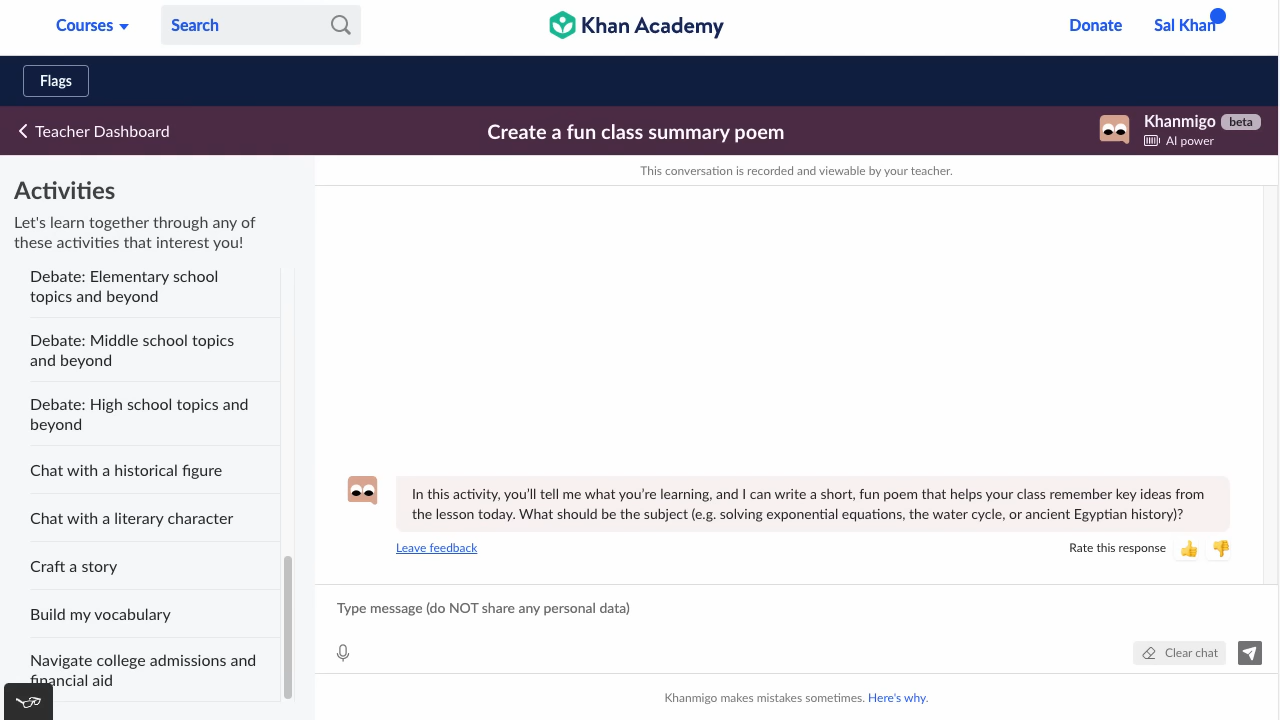 Courses
Search
Khan Academy
Donate
Sal Khan
Flags
Teacher Dashboard
Create a fun class summary poem
Khanmigo
beta
AI power
Activities
Let's learn together through any of
these activities that interest you!
Debate: Elementary school
topics and beyond
Debate: Middle school topics
and beyond
Debate: High school topics and
beyond
Chat with a historical figure
Chat with a literary character
Craft a story
Build my vocabulary
Navigate college admissions and
financial aid
This conversation is recorded and viewable by your teacher.
In this activity, you’ll tell me what you’re learning, and I can write a short, fun poem that helps your class remember key ideas from
the lesson today. What should be the subject (e.g. solving exponential equations, the water cycle, or ancient Egyptian history)?
Leave feedback
Rate this response
Type message (do NOT share any personal data)
Clear chat
Khanmigo makes mistakes sometimes. Here's why.